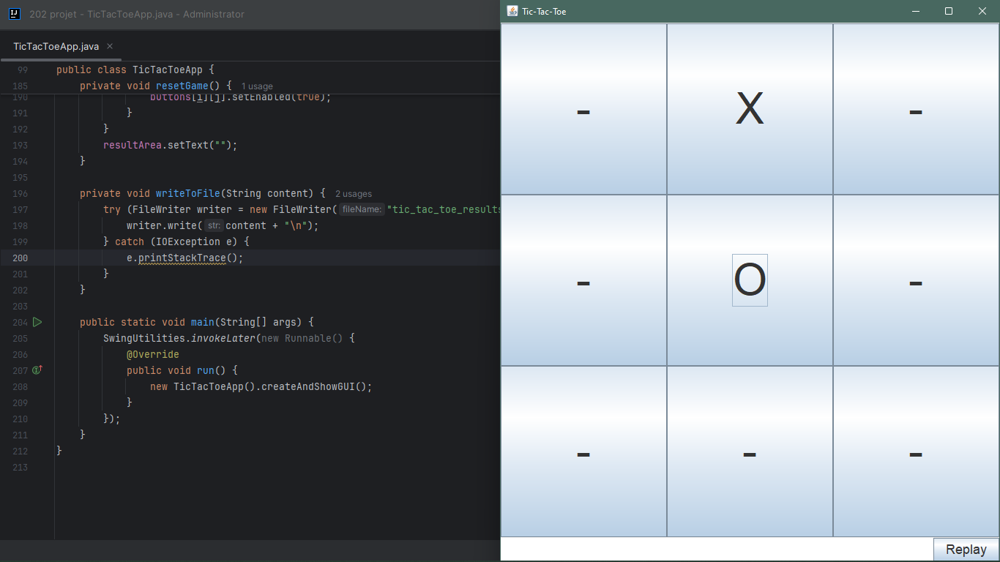 202 projet - TicTacToeApp.java - Administrator
TicTacToeApp.java
99 public class TicTacToeApp {
185 private void resetGame() { 1 usage
190 buttons[i][j].setEnabled(true);
191 }
192 }
193 resultArea.setText("");
194 }
195
196 private void writeToFile(String content) { 2 usages
197 try (FileWriter writer = new FileWriter( fileName: "tic_tac_toe_results
198 writer.write( str: content + "\n");
199 } catch (IOException e) {
200 e.printStackTrace();
201 }
202 }
203
204 public static void main(String[] args) {
205 SwingUtilities.invokeLater(new Runnable() {
206 @Override
207 public void run() {
208 new TicTacToeApp().createAndShowGUI();
209 }
210 });
211 }
212 }
213
Tic-Tac-Toe
- X -
- O -
- - -
Replay